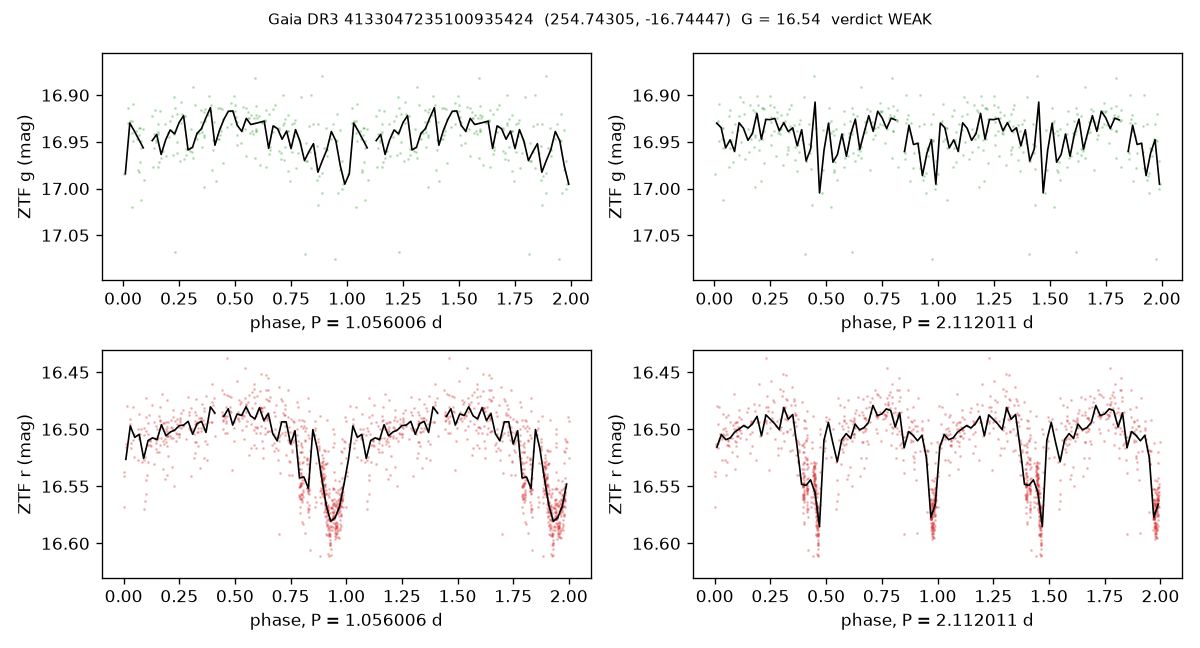 Gaia DR3 4133047235100935424  (254.74305, -16.74447)  G = 16.54  verdict WEAK
ZTF g (mag)
16.90
16.95
17.00
17.05
0.00 0.25 0.50 0.75 1.00 1.25 1.50 1.75 2.00
phase, P = 1.056006 d
ZTF g (mag)
16.90
16.95
17.00
17.05
0.00 0.25 0.50 0.75 1.00 1.25 1.50 1.75 2.00
phase, P = 2.112011 d
ZTF r (mag)
16.45
16.50
16.55
16.60
0.00 0.25 0.50 0.75 1.00 1.25 1.50 1.75 2.00
phase, P = 1.056006 d
ZTF r (mag)
16.45
16.50
16.55
16.60
0.00 0.25 0.50 0.75 1.00 1.25 1.50 1.75 2.00
phase, P = 2.112011 d